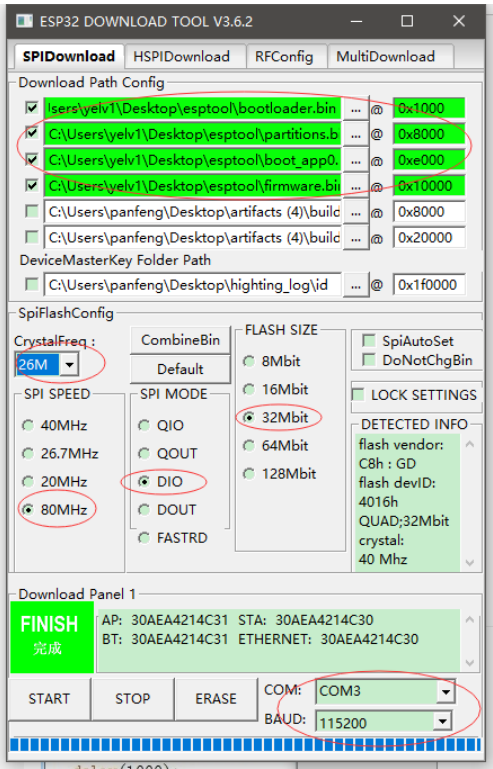 ESP32 DOWNLOAD TOOL V3.6.2
SPIDownload HSPIDownload RFConfig MultiDownload
Download Path Config
Isers\yelv1\Desktop\esptool\bootloader.bin ... @ 0x1000
C:\Users\yelv1\Desktop\esptool\partitions.b ... @ 0x8000
C:\Users\yelv1\Desktop\esptool\boot_app0. ... @ 0xe000
C:\Users\yelv1\Desktop\esptool\firmware.bin ... @ 0x10000
C:\Users\panfeng\Desktop\artifacts (4)\build ... @ 0x8000
C:\Users\panfeng\Desktop\artifacts (4)\build ... @ 0x20000
DeviceMasterKey Folder Path
C:\Users\panfeng\Desktop\highting_log\id ... @ 0x1f0000
SpiFlashConfig
CrystalFreq :
26M
CombineBin
Default
SPI SPEED
40MHz
26.7MHz
20MHz
80MHz
SPI MODE
QIO
QOUT
DIO
DOUT
FASTRD
FLASH SIZE
8Mbit
16Mbit
32Mbit
64Mbit
128Mbit
SpiAutoSet
DoNotChgBin
LOCK SETTINGS
DETECTED INFO
flash vendor:
C8h : GD
flash devID:
4016h
QUAD;32Mbit
crystal:
40 Mhz
Download Panel 1
FINISH
完成
AP: 30AEA4214C31 STA: 30AEA4214C30
BT: 30AEA4214C31 ETHERNET: 30AEA4214C30
START STOP ERASE
COM: COM3
BAUD: 115200
delay(1000);